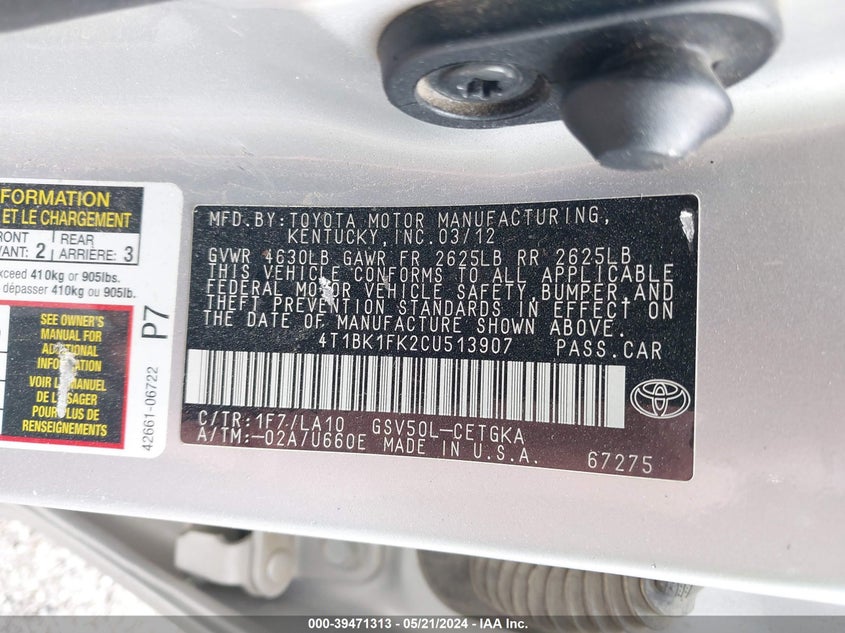 FORMATION
ET LE CHARGEMENT
FRONT
VANT: 2
REAR
ARRIÈRE: 3
xceed 410kg or 905lbs.
dépasser 410kg ou 905lb.
SEE OWNER'S
MANUAL FOR
ADDITIONAL
INFORMATION
VOIR LE MANUEL
DE L'USAGER
POUR PLUS DE
RENSEIGNEMENTS
P7
42661-06722
MFD.BY:TOYOTA MOTOR MANUFACTURING,
KENTUCKY, INC. 03/12
GVWR 4630LB GAWR FR 2625LB RR 2625LB
THIS VEHICLE CONFORMS TO ALL APPLICABLE
FEDERAL MOTOR VEHICLE SAFETY, BUMPER, AND
THEFT PREVENTION STANDARDS IN EFFECT ON
THE DATE OF MANUFACTURE SHOWN ABOVE.
4T1BK1FK2CU513907 PASS.CAR
C/TR:1F7/LA10 GSV50L-CETGKA
A/TM:-02A/U660E MADE IN U.S.A. 67275
000-39471313 - 05/21/2024 - IAA